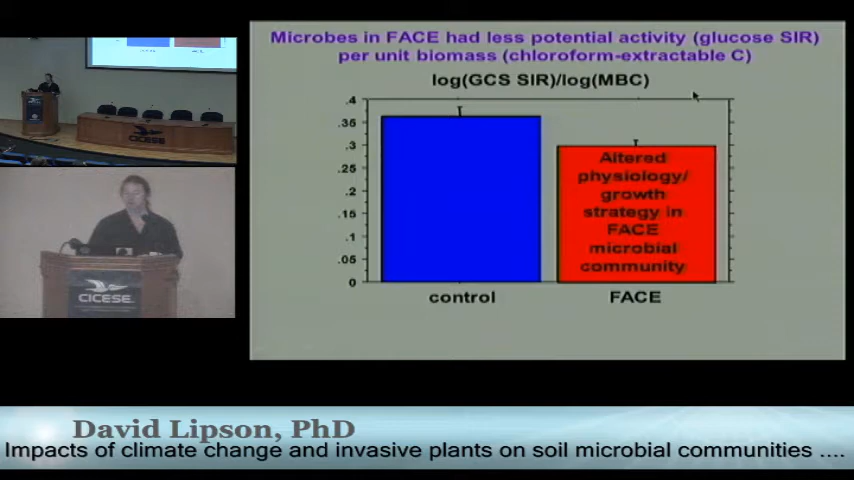 Microbes in FACE had less potential activity (glucose SIR)
per unit biomass (chloroform-extractable C)
log(GCS SIR)/log(MBC)
.4
.35
.3
.25
.2
.15
.1
.05
0
Altered
physiology/
growth
strategy in
FACE
microbial
community
control
FACE
CICESE
CICESE
David Lipson, PhD
Impacts of climate change and invasive plants on soil microbial communities ....